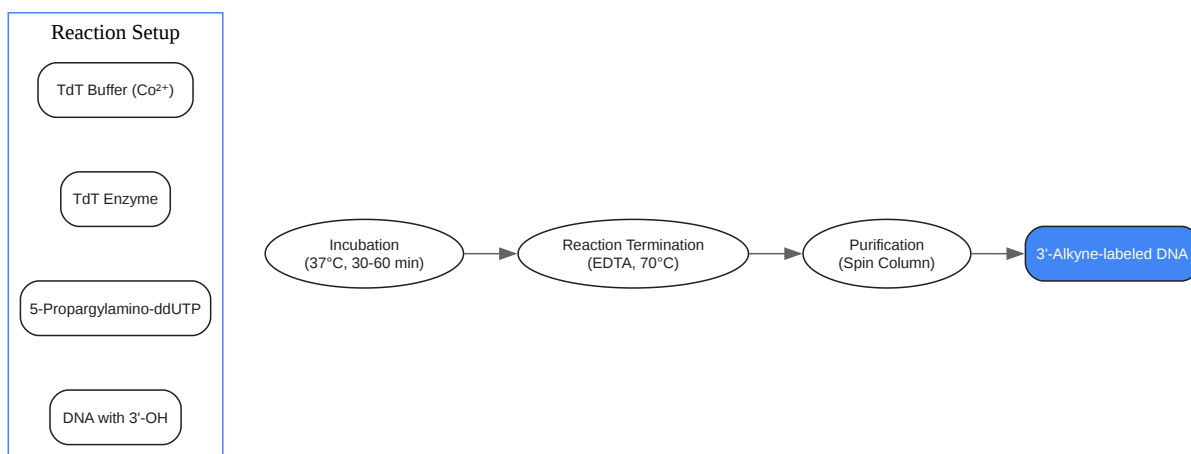 Reaction Setup
TdT Buffer (Co²⁺)
TdT Enzyme
5-Propargylamino-ddUTP
DNA with 3'-OH
Incubation
(37°C, 30-60 min)
Reaction Termination
(EDTA, 70°C)
Purification
(Spin Column)
3'-Alkyne-labeled DNA